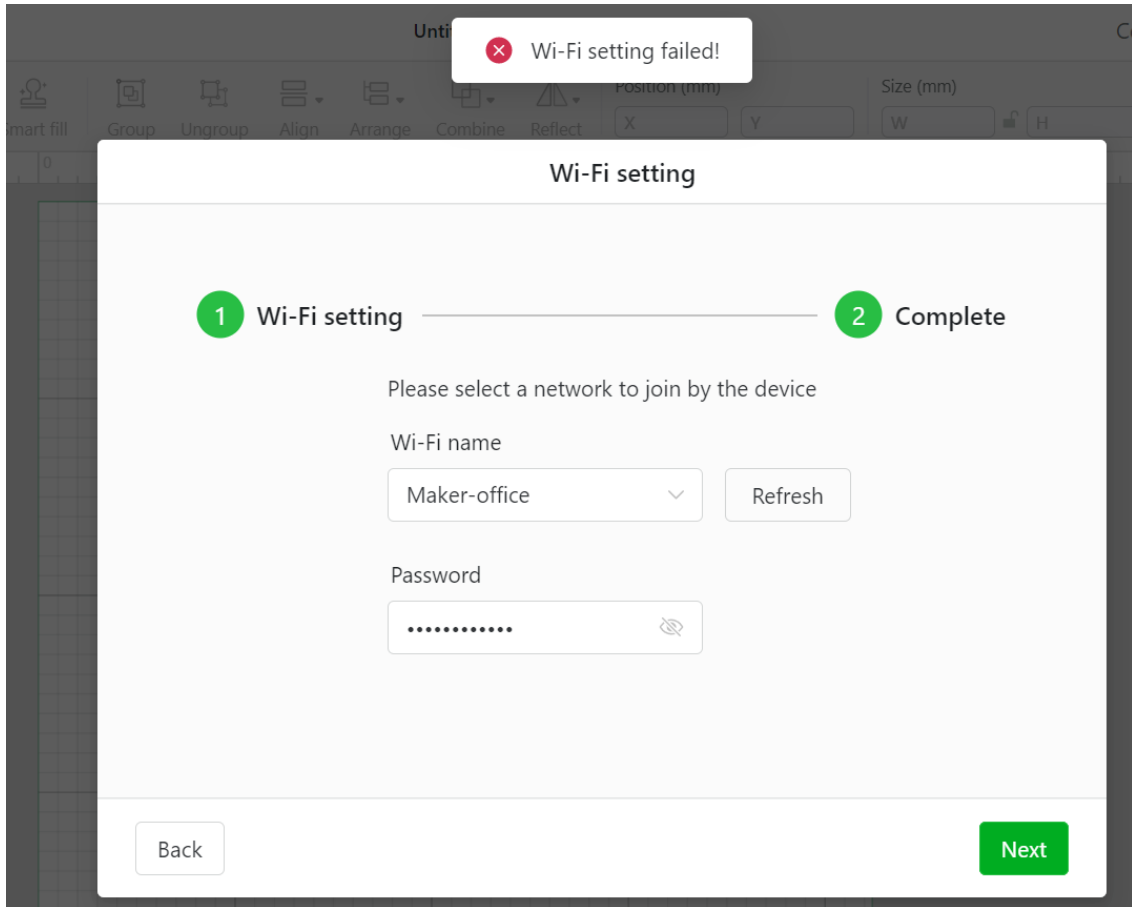 Unti
Wi-Fi setting failed!
Position (mm)
Size (mm)
X
Y
W
H
Smart fill
Group
Ungroup
Align
Arrange
Combine
Reflect
0
Wi-Fi setting
1 Wi-Fi setting
2 Complete
Please select a network to join by the device
Wi-Fi name
Maker-office
Refresh
Password
••••••••••••
Back
Next